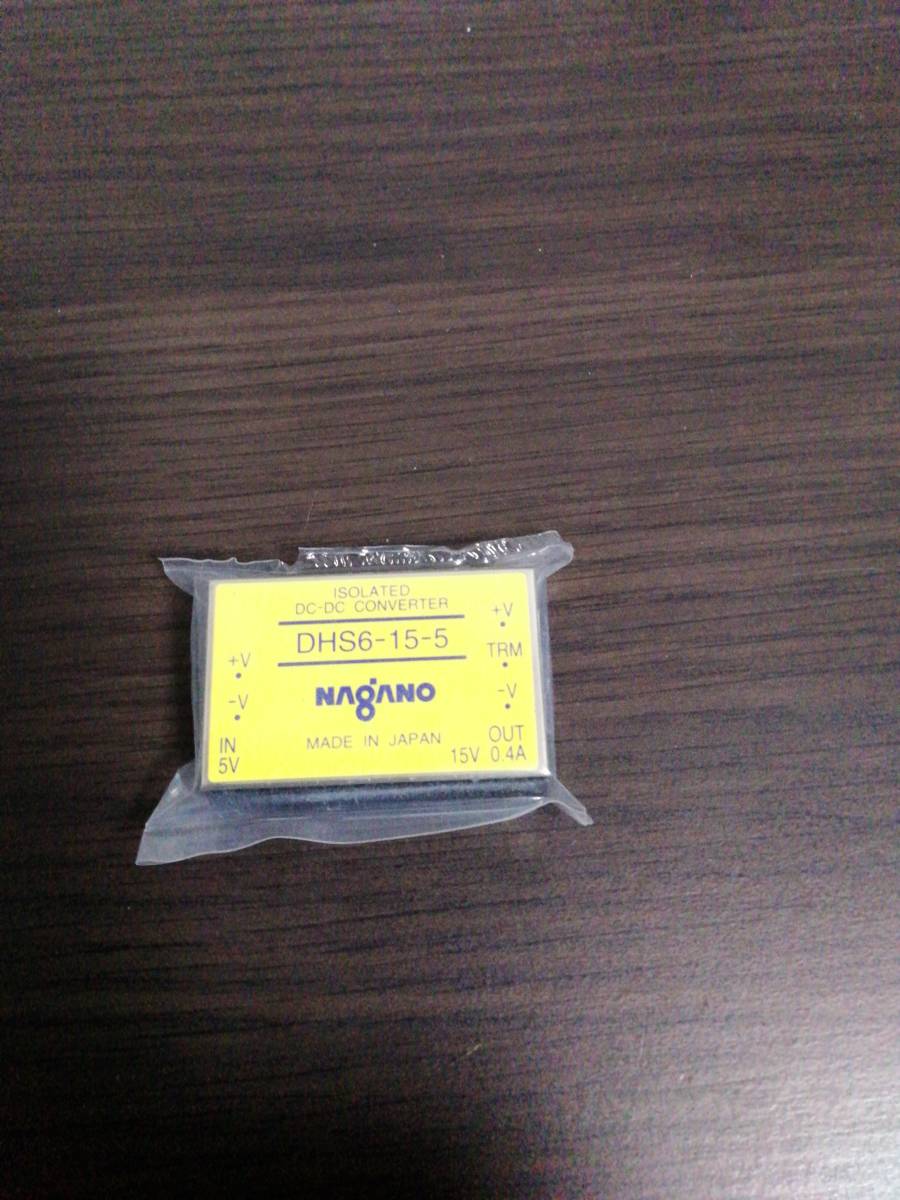 ISOLATED
DC-DC CONVERTER
DHS6-15-5
+V
-V
IN
5V
NAGANO
MADE IN JAPAN
+V
TRM
-V
OUT
15V 0.4A